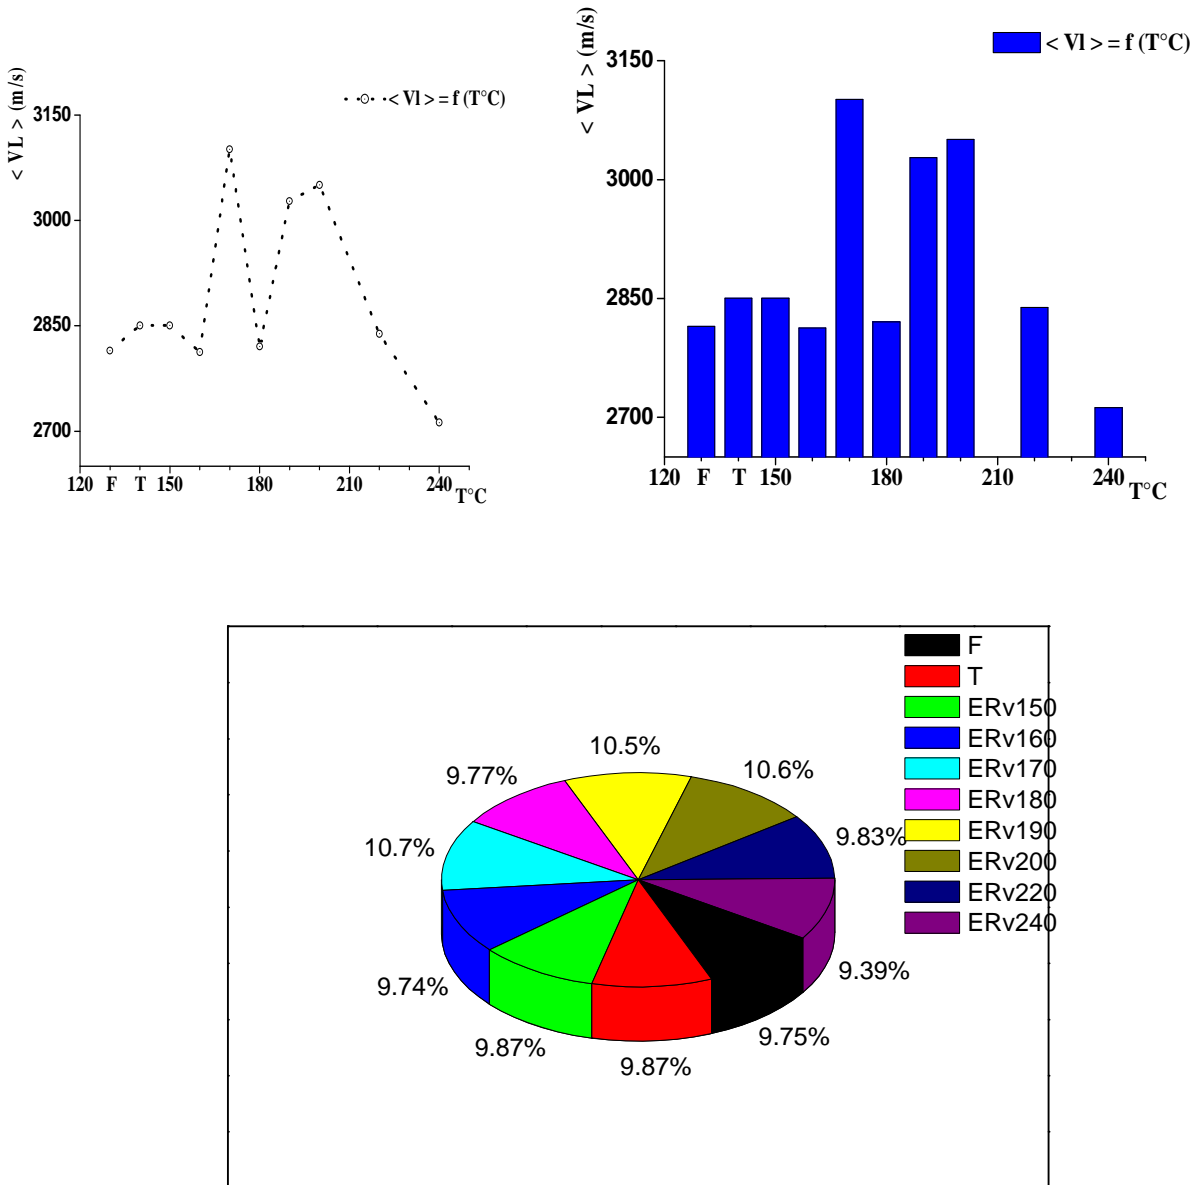 < VL > (m/s)
< Vl > = f (T°C)
3150
3000
2850
2700
120 F T 150 180 210 240 T°C
< VL > (m/s)
< Vl > = f (T°C)
3150
3000
2850
2700
120 F T 150 180 210 240 T°C
F
T
ERv150
ERv160
ERv170
ERv180
ERv190
ERv200
ERv220
ERv240
10.5%
10.6%
9.77%
9.83%
10.7%
9.39%
9.74%
9.75%
9.87%
9.87%